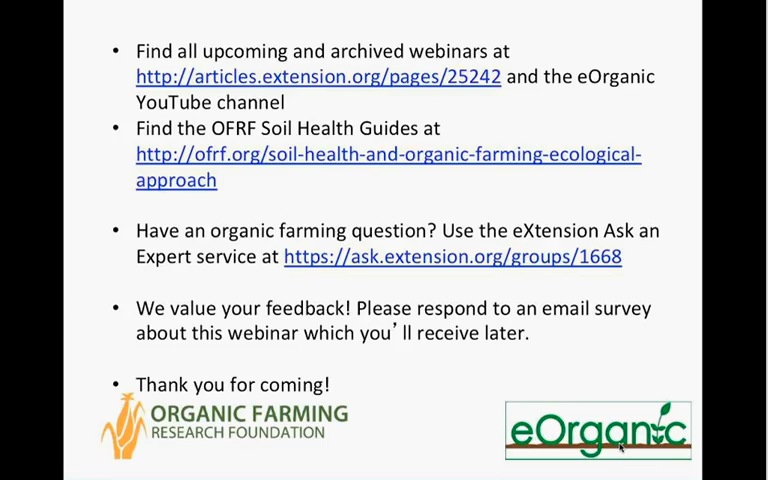 • Find all upcoming and archived webinars at
http://articles.extension.org/pages/25242 and the eOrganic
YouTube channel
• Find the OFRF Soil Health Guides at
http://ofrf.org/soil-health-and-organic-farming-ecological-
approach
• Have an organic farming question? Use the eXtension Ask an
Expert service at https://ask.extension.org/groups/1668
• We value your feedback! Please respond to an email survey
about this webinar which you’ll receive later.
• Thank you for coming!
ORGANIC FARMING
RESEARCH FOUNDATION
eOrganic